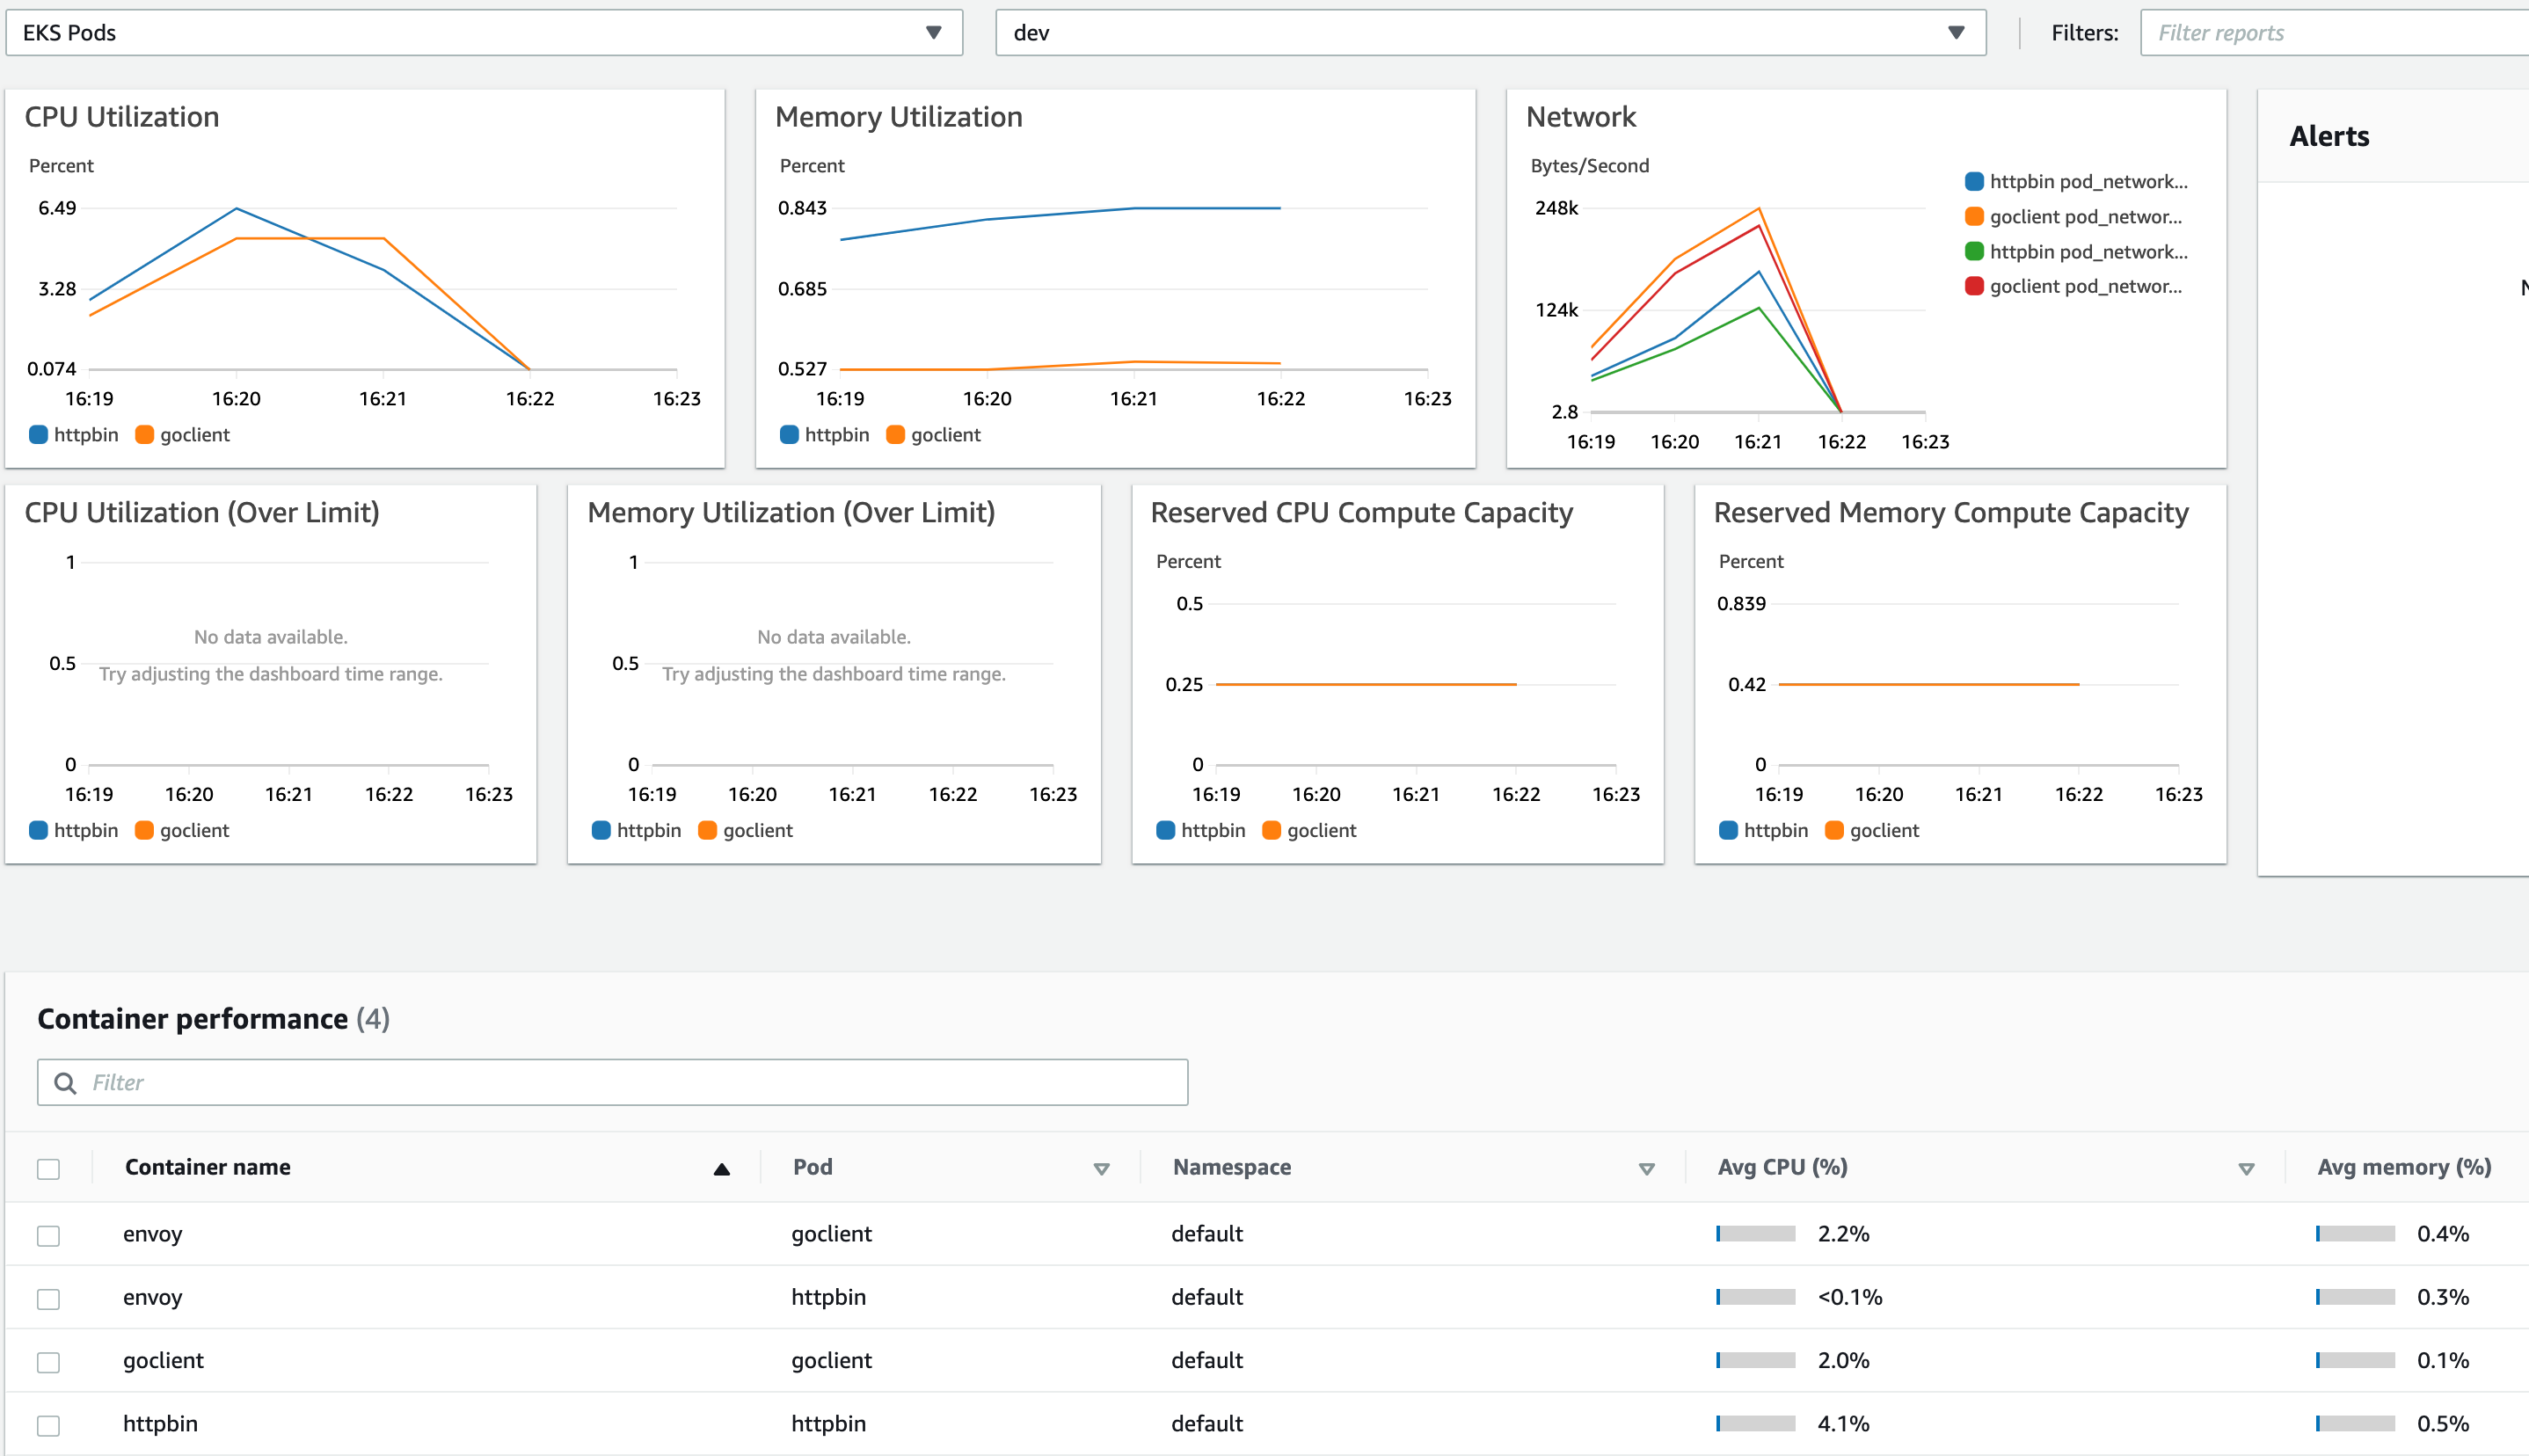 EKS Pods
dev
Filters:
Filter reports
CPU Utilization
Percent
6.49
3.28
0.074
16:19 16:20 16:21 16:22 16:23
httpbin goclient
Memory Utilization
Percent
0.843
0.685
0.527
16:19 16:20 16:21 16:22 16:23
httpbin goclient
Network
Bytes/Second
248k
124k
2.8
16:19 16:20 16:21 16:22 16:23
httpbin pod_network...
goclient pod_networ...
httpbin pod_network...
goclient pod_networ...
Alerts
N
CPU Utilization (Over Limit)
1
No data available.
0.5
Try adjusting the dashboard time range.
0
16:19 16:20 16:21 16:22 16:23
httpbin goclient
Memory Utilization (Over Limit)
1
No data available.
0.5
Try adjusting the dashboard time range.
0
16:19 16:20 16:21 16:22 16:23
httpbin goclient
Reserved CPU Compute Capacity
Percent
0.5
0.25
0
16:19 16:20 16:21 16:22 16:23
httpbin goclient
Reserved Memory Compute Capacity
Percent
0.839
0.42
0
16:19 16:20 16:21 16:22 16:23
httpbin goclient
Container performance (4)
Filter
Container name Pod Namespace Avg CPU (%) Avg memory (%)
envoy goclient default 2.2% 0.4%
envoy httpbin default <0.1% 0.3%
goclient goclient default 2.0% 0.1%
httpbin httpbin default 4.1% 0.5%